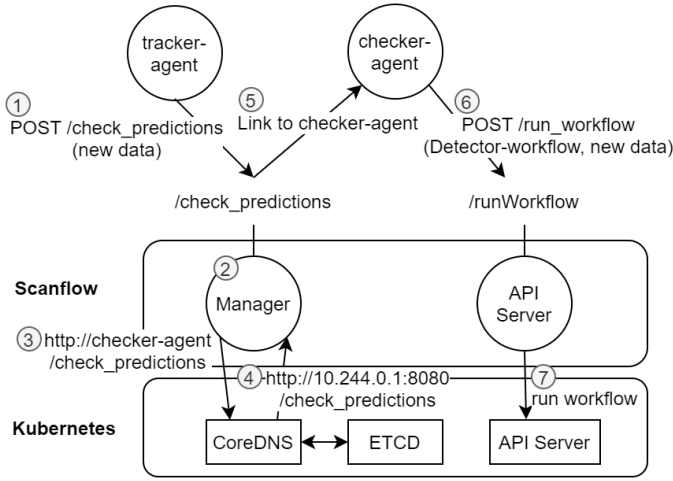 tracker-
agent
checker-
agent
1
POST /check_predictions
(new data)
5
Link to checker-agent
6
POST /run_workflow
(Detector-workflow, new data)
/check_predictions
/runWorkflow
Scanflow
2
Manager
API
Server
3
http://checker-agent
/check_predictions
4
http://10.244.0.1:8080
/check_predictions
7
run workflow
Kubernetes
CoreDNS
ETCD
API Server